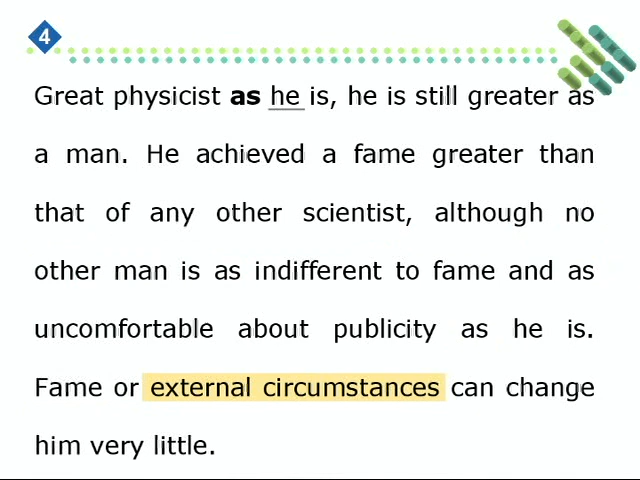 4
Great physicist as he is, he is still greater as
a man. He achieved a fame greater than
that of any other scientist, although no
other man is as indifferent to fame and as
uncomfortable about publicity as he is.
Fame or external circumstances can change
him very little.